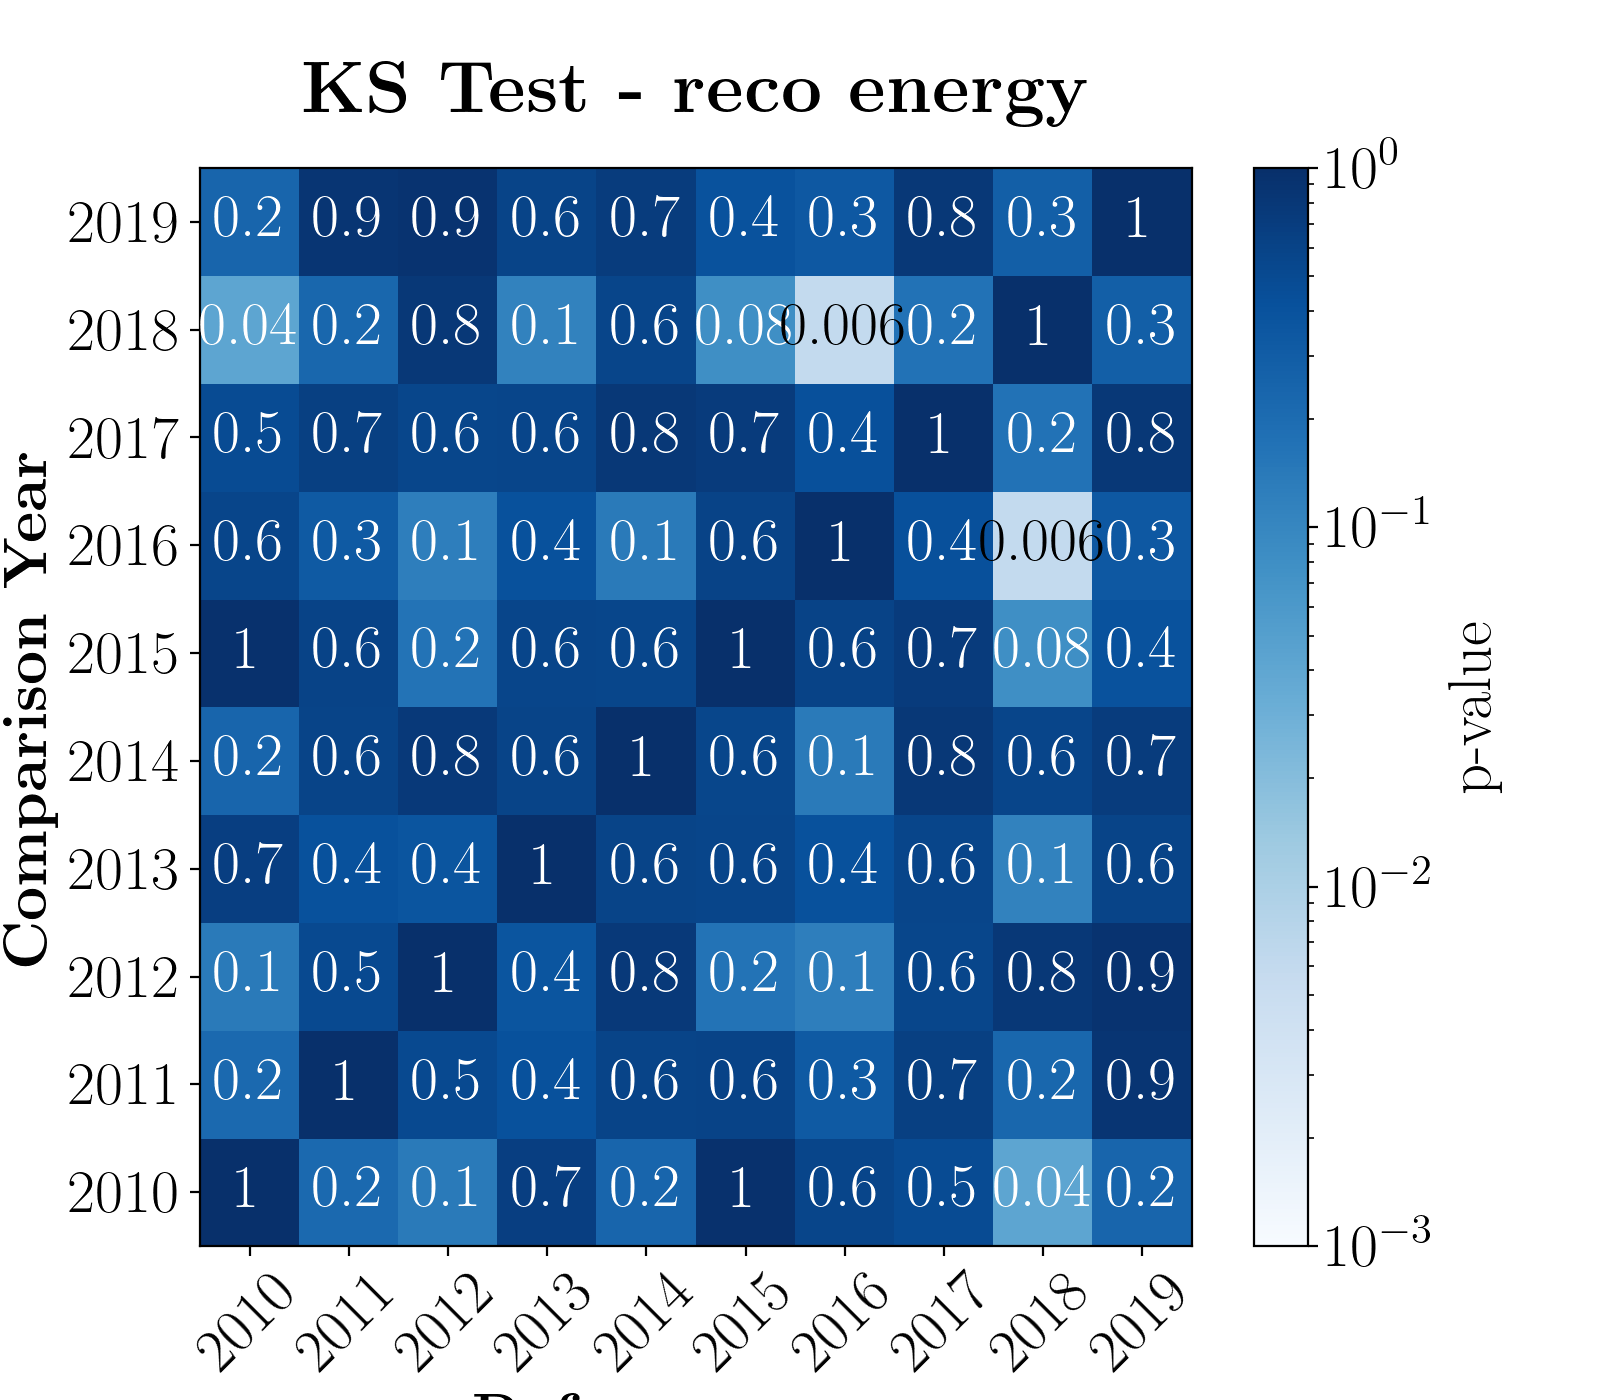 KS Test - reco energy
2019 0.2 0.9 0.9 0.6 0.7 0.4 0.3 0.8 0.3 1
2018 0.04 0.2 0.8 0.1 0.6 0.08 0.006 0.2 1 0.3
2017 0.5 0.7 0.6 0.6 0.8 0.7 0.4 1 0.2 0.8
2016 0.6 0.3 0.1 0.4 0.1 0.6 1 0.4 0.006 0.3
2015 1 0.6 0.2 0.6 0.6 1 0.6 0.7 0.08 0.4
2014 0.2 0.6 0.8 0.6 1 0.6 0.1 0.8 0.6 0.7
2013 0.7 0.4 0.4 1 0.6 0.6 0.4 0.6 0.1 0.6
2012 0.1 0.5 1 0.4 0.8 0.2 0.1 0.6 0.8 0.9
2011 0.2 1 0.5 0.4 0.6 0.6 0.3 0.7 0.2 0.9
2010 1 0.2 0.1 0.7 0.2 1 0.6 0.5 0.04 0.2
2010 2011 2012 2013 2014 2015 2016 2017 2018 2019
Comparison Year
10⁰
10⁻¹
10⁻²
10⁻³
p-value